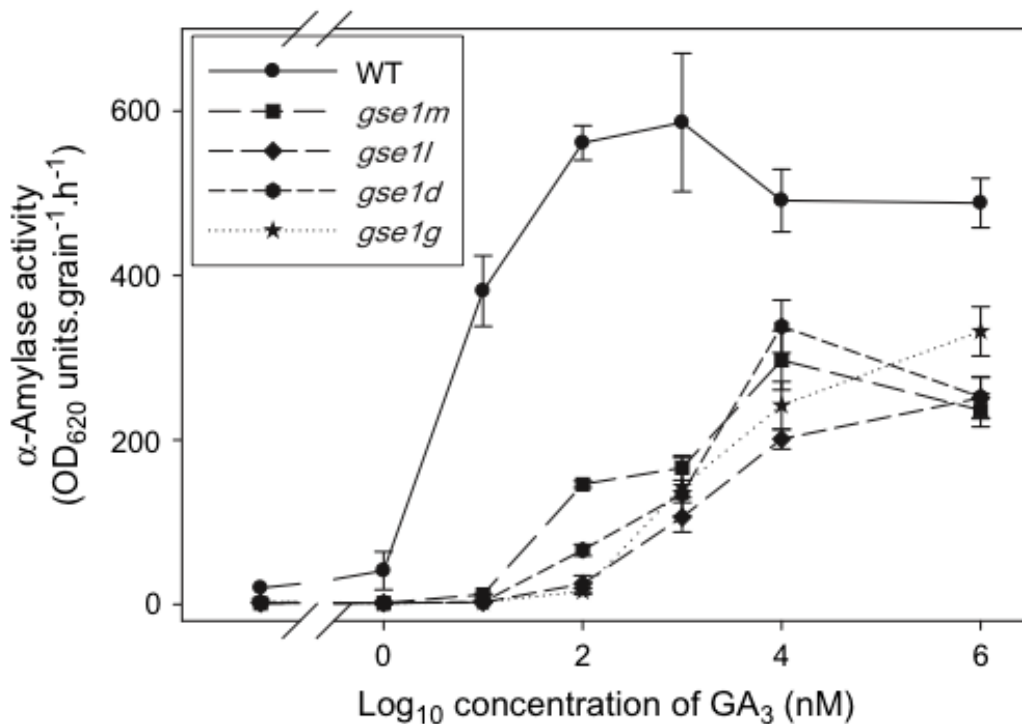 WT
gse1m
gse1l
gse1d
gse1g
600
400
200
0
α-Amylase activity
(OD₆₂₀ units.grain⁻¹.h⁻¹)
0 2 4 6
Log₁₀ concentration of GA₃ (nM)